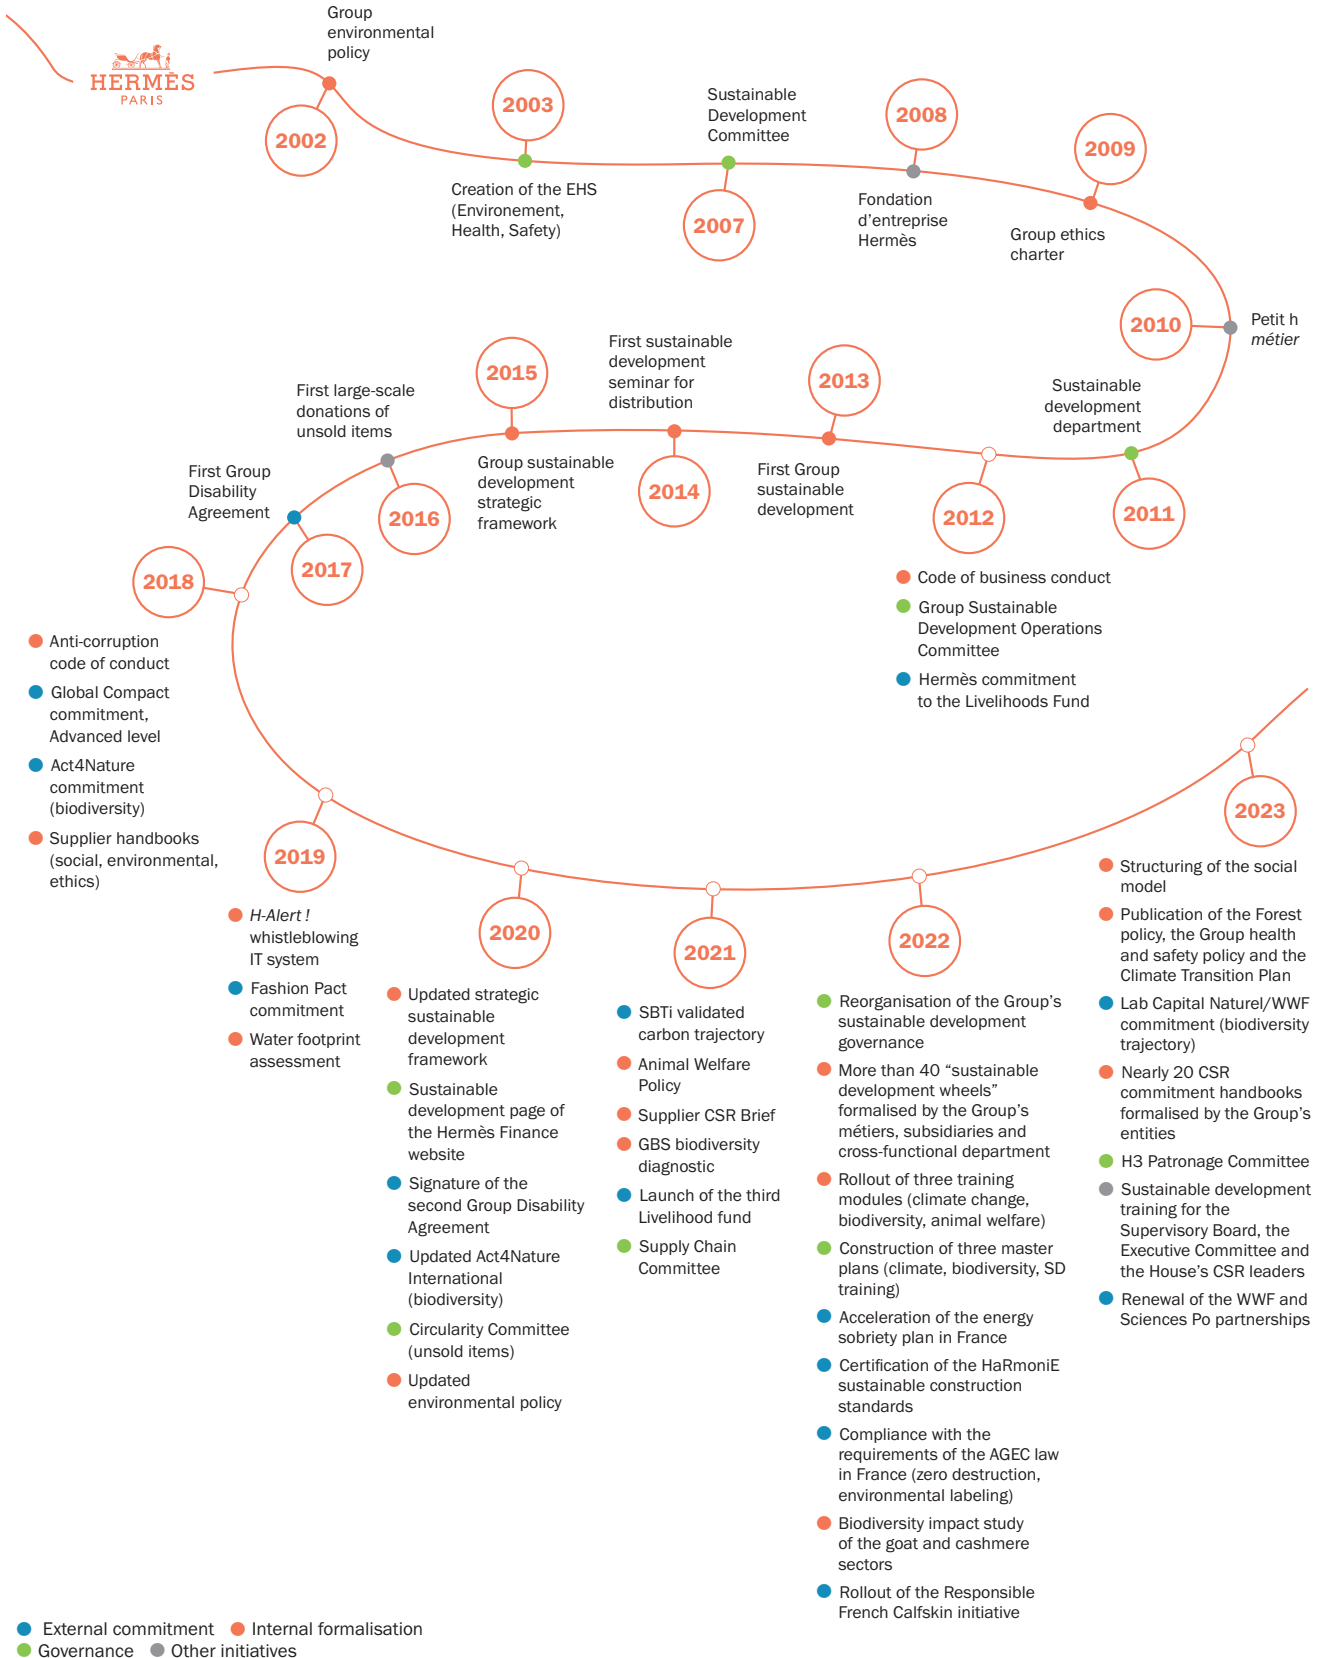 HERMÈS
PARIS
Group
environmental
policy
2002
2003
Creation of the EHS
(Environement,
Health, Safety)
Sustainable
Development
Committee
2007
2008
Fondation
d’entreprise
Hermès
2009
Group ethics
charter
2010
Petit h
métier
Sustainable
development
department
2011
2012
Code of business conduct
Group Sustainable
Development Operations
Committee
Hermès commitment
to the Livelihoods Fund
2013
First Group
sustainable
development
First sustainable
development
seminar for
distribution
2014
2015
Group sustainable
development
strategic
framework
First large-scale
donations of
unsold items
2016
First Group
Disability
Agreement
2017
2018
Anti-corruption
code of conduct
Global Compact
commitment,
Advanced level
Act4Nature
commitment
(biodiversity)
Supplier handbooks
(social, environmental,
ethics)
2019
H-Alert !
whistleblowing
IT system
Fashion Pact
commitment
Water footprint
assessment
2020
Updated strategic
sustainable
development
framework
Sustainable
development page of
the Hermès Finance
website
Signature of the
second Group Disability
Agreement
Updated Act4Nature
International
(biodiversity)
Circularity Committee
(unsold items)
Updated
environmental policy
2021
SBTi validated
carbon trajectory
Animal Welfare
Policy
Supplier CSR Brief
GBS biodiversity
diagnostic
Launch of the third
Livelihood fund
Supply Chain
Committee
2022
Reorganisation of the Group’s
sustainable development
governance
More than 40 “sustainable
development wheels”
formalised by the Group’s
métiers, subsidiaries and
cross-functional department
Rollout of three training
modules (climate change,
biodiversity, animal welfare)
Construction of three master
plans (climate, biodiversity, SD
training)
Acceleration of the energy
sobriety plan in France
Certification of the HaRmoniE
sustainable construction
standards
Compliance with the
requirements of the AGEC law
in France (zero destruction,
environmental labeling)
Biodiversity impact study
of the goat and cashmere
sectors
Rollout of the Responsible
French Calfskin initiative
2023
Structuring of the social
model
Publication of the Forest
policy, the Group health
and safety policy and the
Climate Transition Plan
Lab Capital Naturel/WWF
commitment (biodiversity
trajectory)
Nearly 20 CSR
commitment handbooks
formalised by the Group’s
entities
H3 Patronage Committee
Sustainable development
training for the
Supervisory Board, the
Executive Committee and
the House’s CSR leaders
Renewal of the WWF and
Sciences Po partnerships
External commitment Internal formalisation
Governance Other initiatives